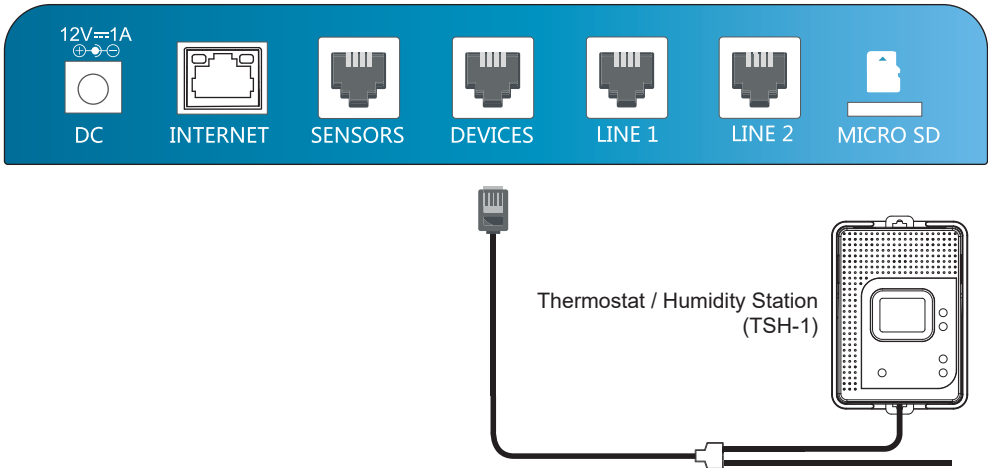 12V⎓1A
DC
INTERNET
SENSORS
DEVICES
LINE 1
LINE 2
MICRO SD
Thermostat / Humidity Station
(TSH-1)